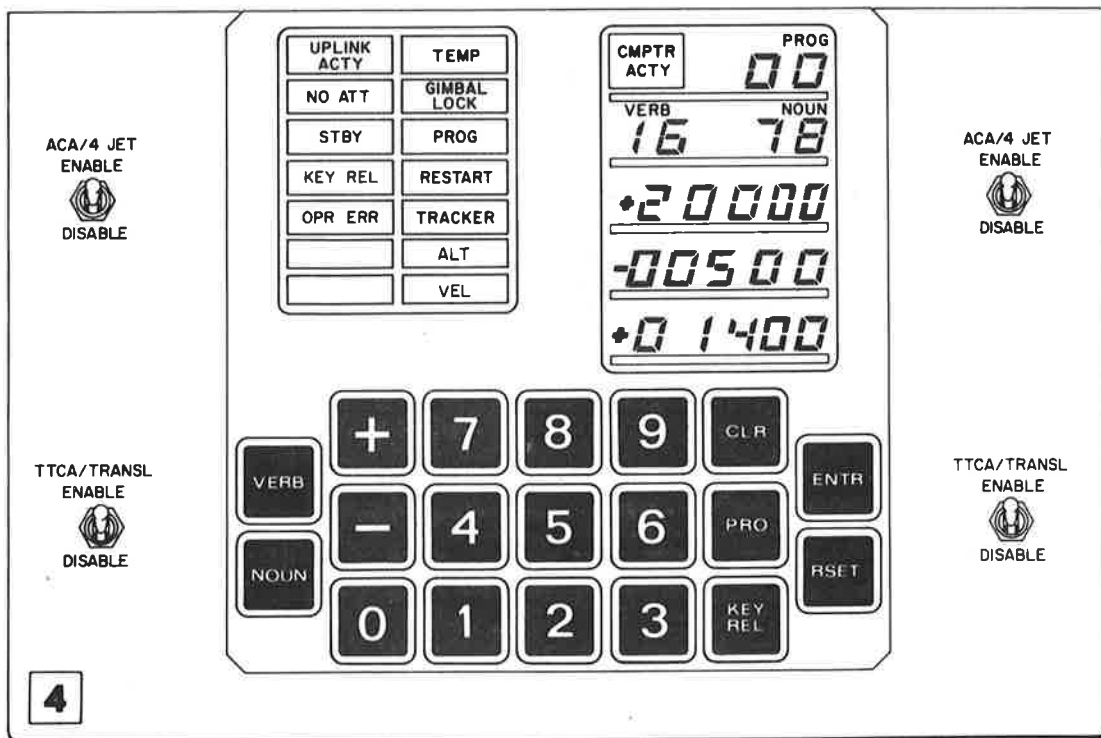 UPLINK
ACTY
TEMP
NO ATT
GIMBAL
LOCK
STBY
PROG
KEY REL
RESTART
OPR ERR
TRACKER
ALT
VEL
CMPTR
ACTY
PROG
00
VERB
NOUN
16
78
+20000
-00500
+01400
ACA/4 JET
ENABLE
DISABLE
ACA/4 JET
ENABLE
DISABLE
TTCA/TRANSL
ENABLE
DISABLE
TTCA/TRANSL
ENABLE
DISABLE
VERB
NOUN
+ 7 8 9 CLR
- 4 5 6 PRO
0 1 2 3 KEY
REL
ENTR
RSET
4